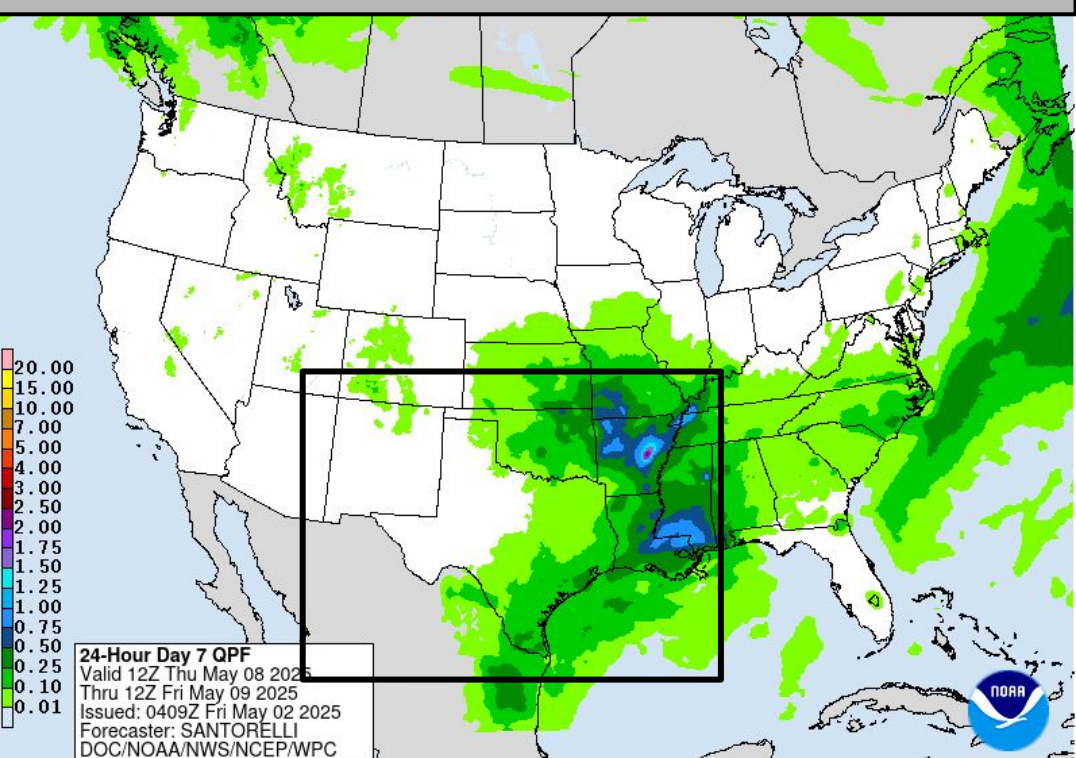 20.00
15.00
10.00
7.00
5.00
4.00
3.00
2.50
2.00
1.75
1.50
1.25
1.00
0.75
0.50
0.25
0.10
0.01
24-Hour Day 7 QPF
Valid 12Z Thu May 08 2025
Thru 12Z Fri May 09 2025
Issued: 0409Z Fri May 02 2025
Forecaster: SANTORELLI
DOC/NOAA/NWS/NCEP/WPC
NOAA